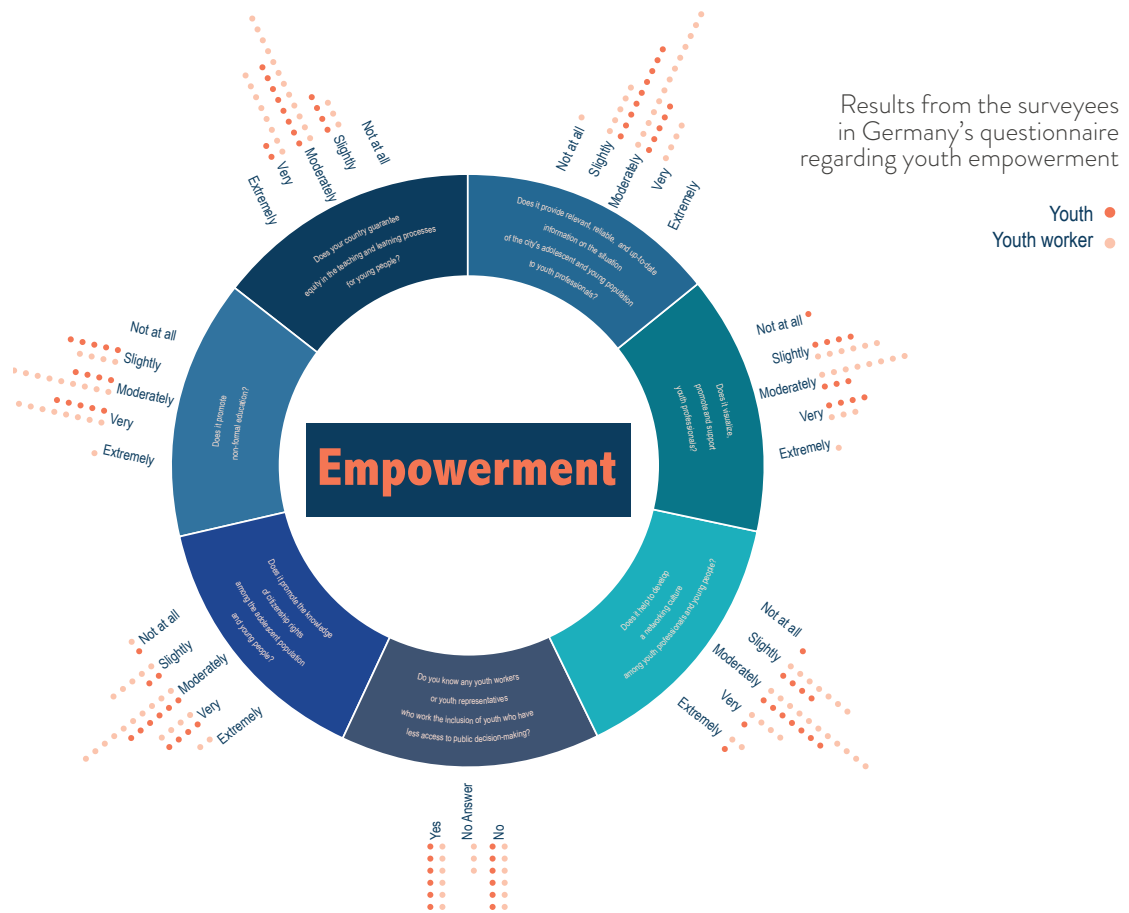 Results from the surveyees
in Germany's questionnaire
regarding youth empowerment
Youth
Youth worker
Empowerment
Does it provide relevant, reliable, and up-to-date
information on the situation
of the city's adolescent and young population
to youth professionals?
Not at all
Slightly
Moderately
Very
Extremely
Does it visualize,
promote and support
youth professionals?
Not at all
Slightly
Moderately
Very
Extremely
Does it help to develop
a networking culture
among youth professionals and young people?
Not at all
Slightly
Moderately
Very
Extremely
Do you know any youth workers
or youth representatives
who work the inclusion of youth who have
less access to public decision-making?
Yes
No Answer
No
Does it promote the knowledge
of citizenship rights
among the adolescent population
and young people?
Not at all
Slightly
Moderately
Very
Extremely
Does it promote
non-formal education?
Not at all
Slightly
Moderately
Very
Extremely
Does your country guarantee
equity in the teaching and learning processes
for young people?
Not at all
Slightly
Moderately
Very
Extremely